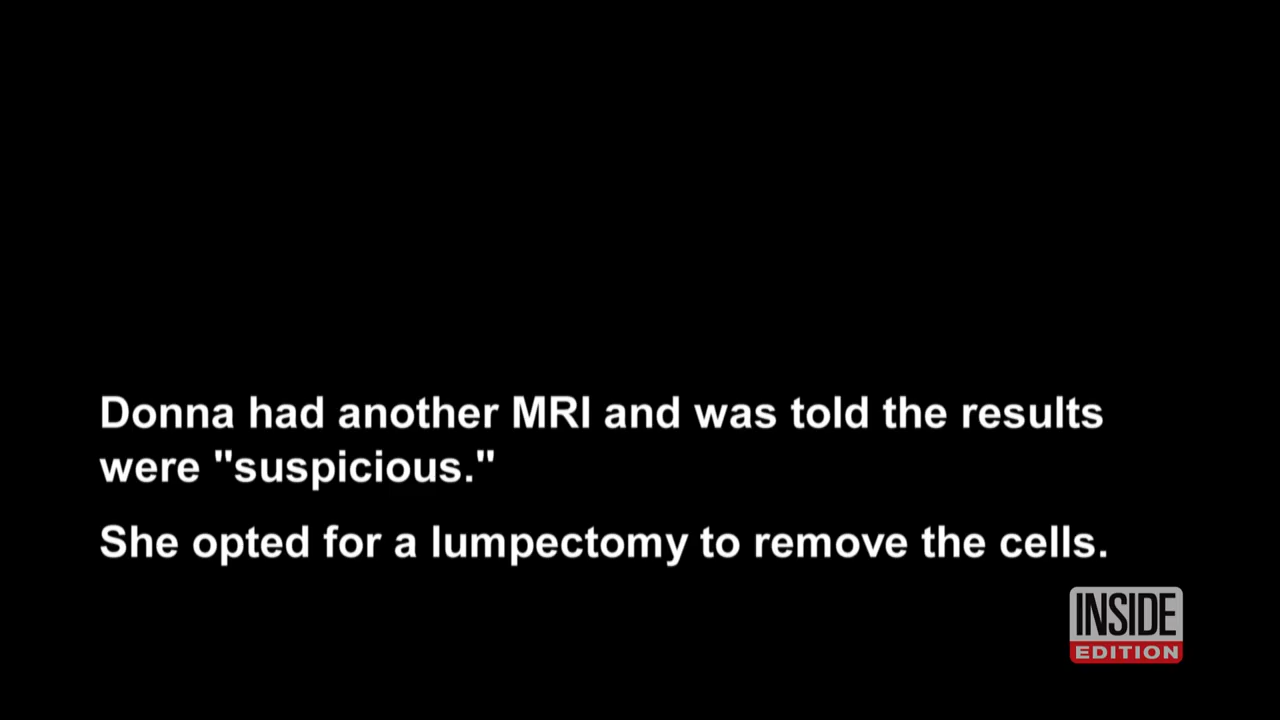 Donna had another MRI and was told the results
were "suspicious."
She opted for a lumpectomy to remove the cells.
INSIDE
EDITION